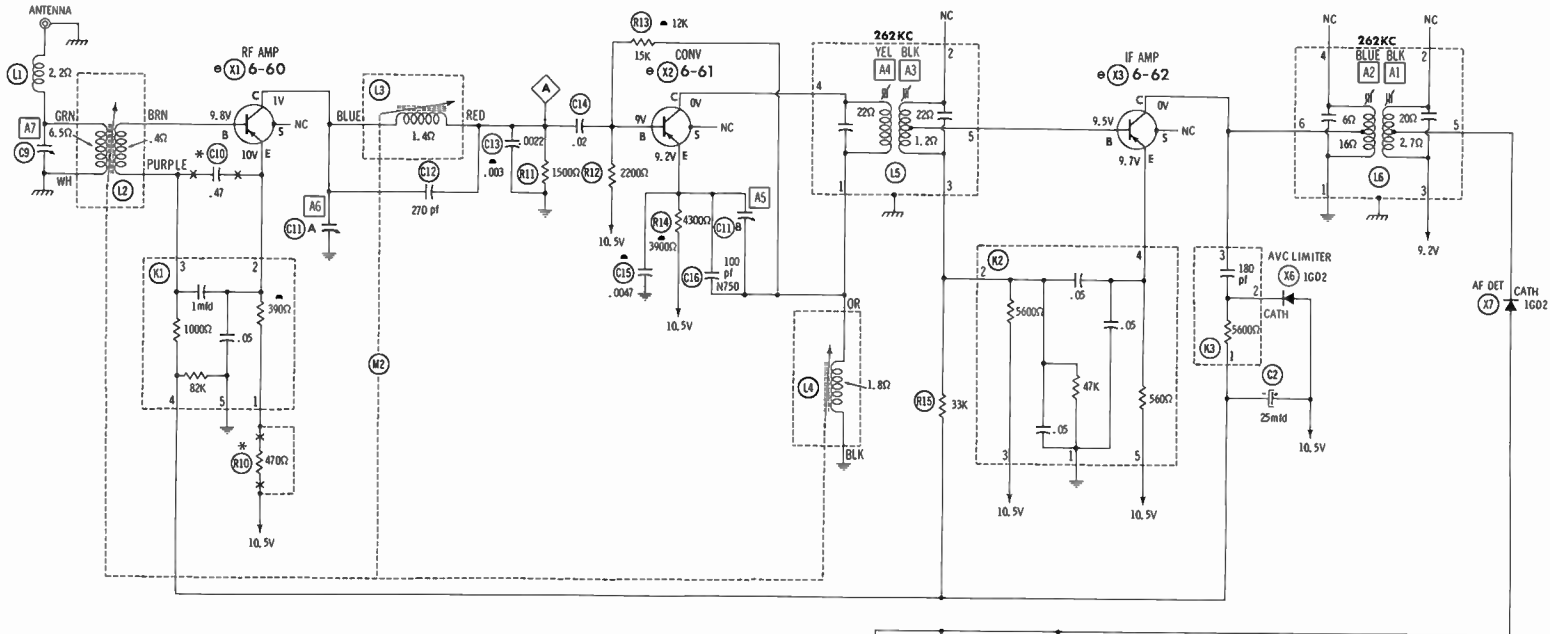 ANTENNA
L1
2.2Ω
GRN
A7
6.5Ω
C9
WH
BRN
.4Ω
PURPLE
L2
* C10
.47
RF AMP
e X1 6-60
C
1V
9.8V
B
S
NC
10V
E
BLUE
L3
RED
1.4Ω
C12
270 pf
A6
C11 A
K1
3
2
1mfd
390Ω
1000Ω
.05
82K
4
5
1
*
R10
470Ω
10.5V
M2
A
C13
.0022
.003
R11
1500Ω
C14
.02
R12
2200Ω
10.5V
R13
12K
15K
CONV
e X2 6-61
C
0V
9V
B
S
NC
9.2V
E
R14
4300Ω
3900Ω
C15
.0047
C16
100
pf
N750
A5
C11 B
10.5V
OR
L4
1.8Ω
BLK
262KC
YEL BLK
A4
A3
NC
2
4
22Ω
22Ω
1.2Ω
5
1
L5
3
R15
33K
IF AMP
e X3 6-62
C
0V
9.5V
B
S
NC
9.7V
E
K2
2
4
.05
5600Ω
.05
47K
.05
560Ω
3
1
5
10.5V
10.5V
262KC
BLUE BLK
A2
A1
NC
NC
4
2
6Ω
20Ω
6
16Ω
2.7Ω
5
1
L6
3
9.2V
3
180
pf
2
5600Ω
K3
1
AVC LIMITER
X6 1G02
CATH
C2
25mfd
10.5V
AF DET
X7
CATH
1G02